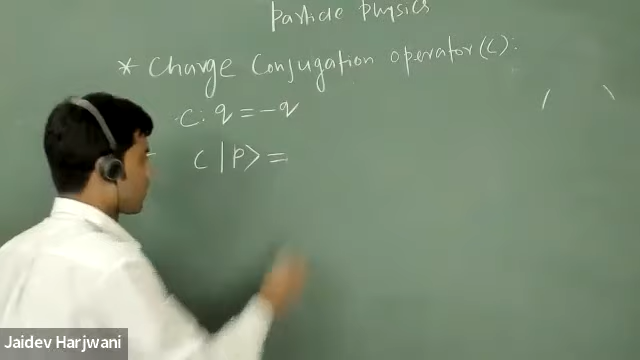 Particle Physics
* Charge Conjugation operator (C):
C: q = -q
C |P> =
Jaidev Harjwani